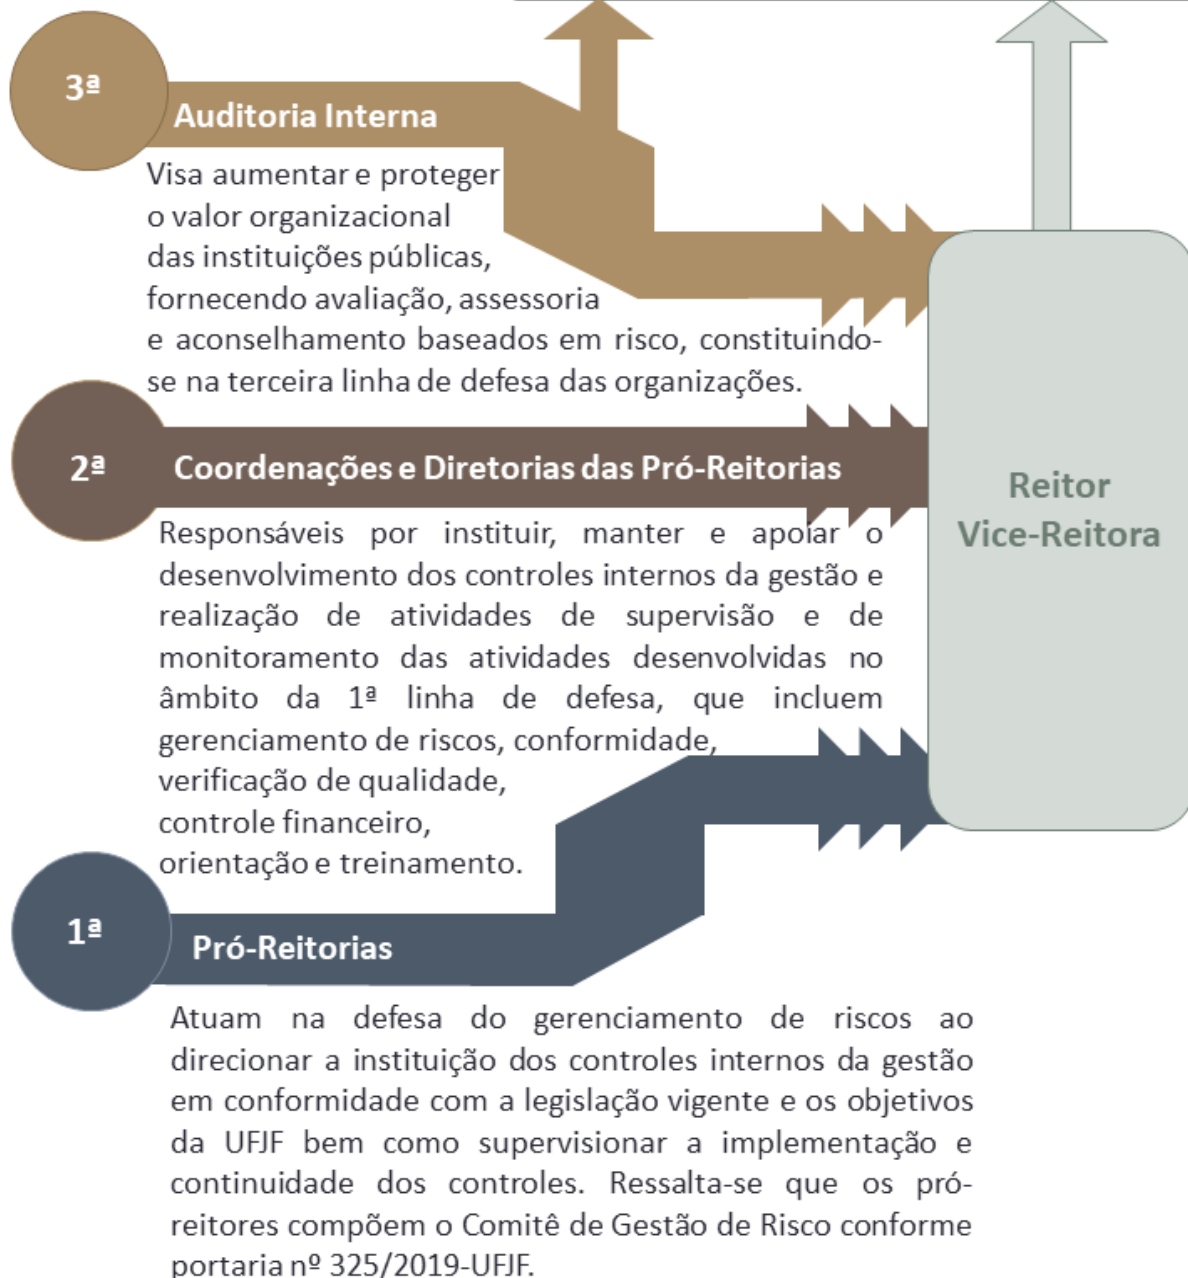 3ª
Auditoria Interna
Visa aumentar e proteger
o valor organizacional
das instituições públicas,
fornecendo avaliação, assessoria
e aconselhamento baseados em risco, constituindo-
se na terceira linha de defesa das organizações.
2ª
Coordenações e Diretorias das Pró-Reitorias
Responsáveis por instituir, manter e apoiar o
desenvolvimento dos controles internos da gestão e
realização de atividades de supervisão e de
monitoramento das atividades desenvolvidas no
âmbito da 1ª linha de defesa, que incluem
gerenciamento de riscos, conformidade,
verificação de qualidade,
controle financeiro,
orientação e treinamento.
1ª
Pró-Reitorias
Atuam na defesa do gerenciamento de riscos ao
direcionar a instituição dos controles internos da gestão
em conformidade com a legislação vigente e os objetivos
da UFJF bem como supervisionar a implementação e
continuidade dos controles. Ressalta-se que os pró-
reitores compõem o Comitê de Gestão de Risco conforme
portaria nº 325/2019-UFJF.
Reitor
Vice-Reitora